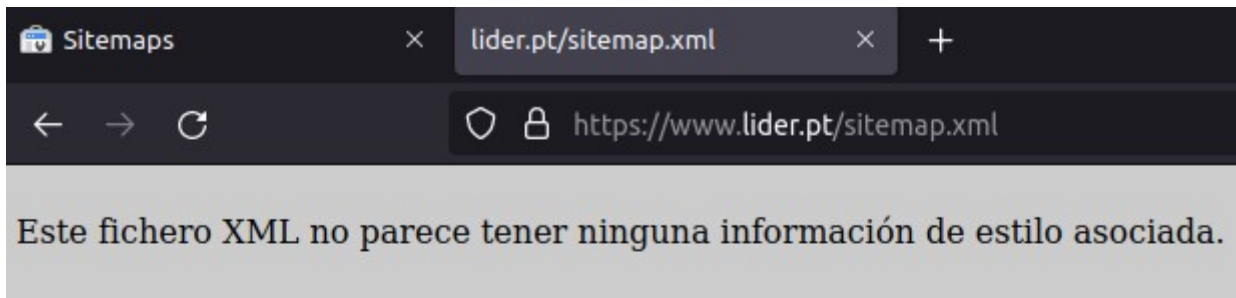 Sitemaps
lider.pt/sitemap.xml
https://www.lider.pt/sitemap.xml
Este fichero XML no parece tener ninguna información de estilo asociada.